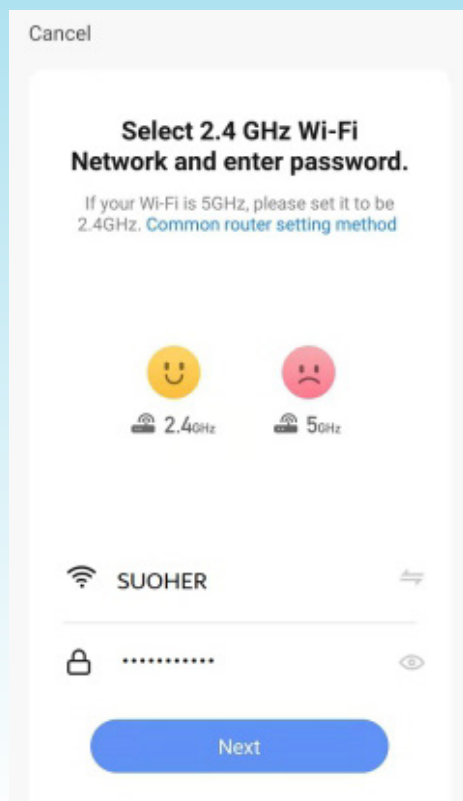 Cancel
Select 2.4 GHz Wi-Fi
Network and enter password.
If your Wi-Fi is 5GHz, please set it to be
2.4GHz. Common router setting method
2.4GHz 5GHz
SUOHER
•••••••••••
Next